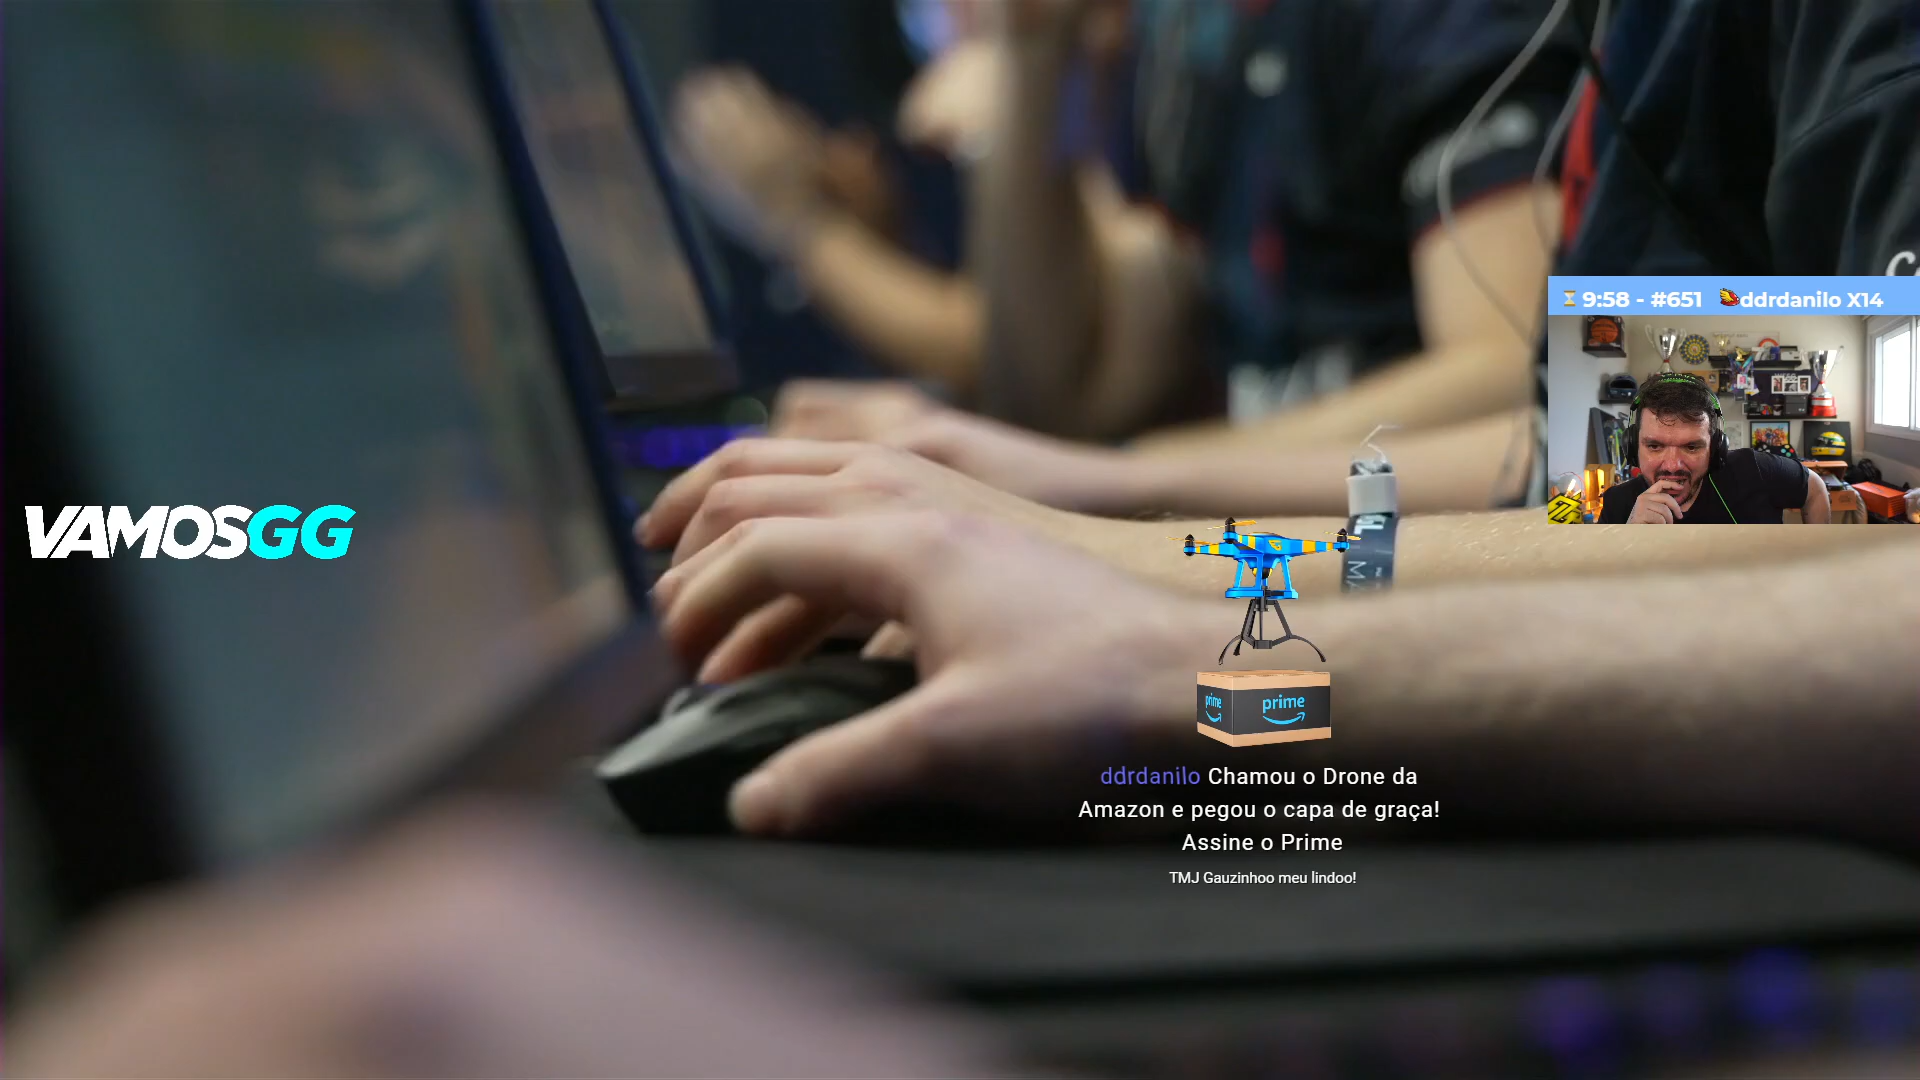 9:58 - #651 ddrdanilo X14
VAMOSGG
prime prime
ddrdanilo Chamou o Drone da
Amazon e pegou o capa de graça!
Assine o Prime
TMJ Gauzinhoo meu lindoo!